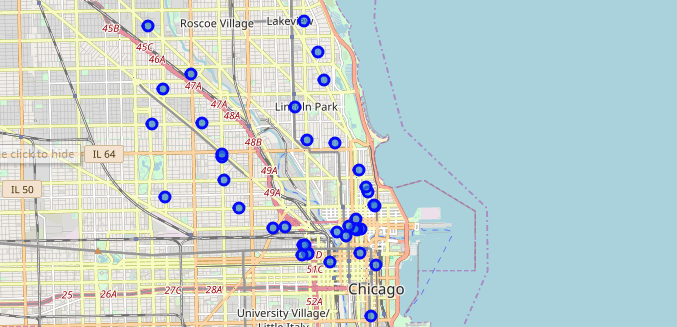 45B
Roscoe Village
Lakeview
45C
46A
47A
47A
Lincoln Park
48A
48B
e click to hide
IL 64
49A
IL 50
49A
D
51C
25
27C
28A
Chicago
52A
University Village/
Little Italy